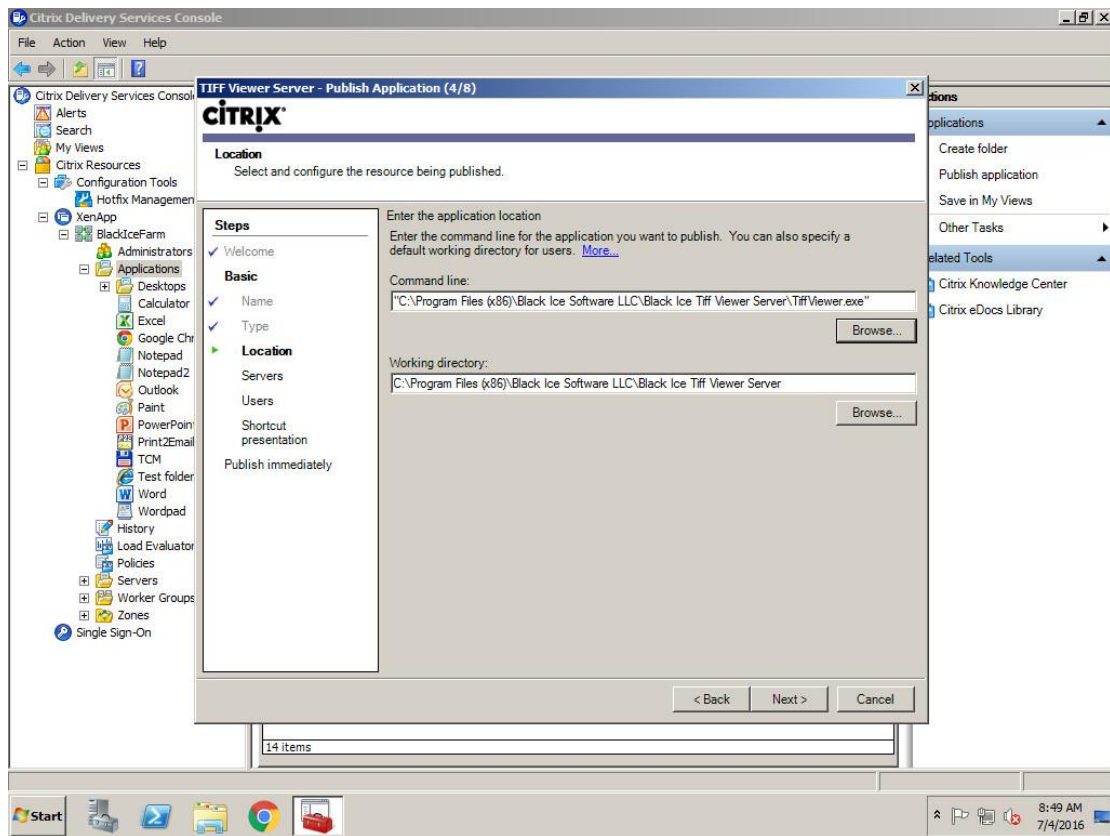 Citrix Delivery Services Console
File Action View Help
Citrix Delivery Services Consol
Alerts
Search
My Views
Citrix Resources
Configuration Tools
Hotfix Managemen
XenApp
BlackIceFarm
Administrators
Applications
Desktops
Calculator
Excel
Google Chr
Notepad
Notepad2
Outlook
Paint
PowerPoin
Print2Email
TCM
Test folder
Word
Wordpad
History
Load Evaluator
Policies
Servers
Worker Groups
Zones
Single Sign-On
TIFF Viewer Server - Publish Application (4/8)
CITRIX
Location
Select and configure the resource being published.
Steps
Welcome
Basic
Name
Type
Location
Servers
Users
Shortcut
presentation
Publish immediately
Enter the application location
Enter the command line for the application you want to publish. You can also specify a
default working directory for users. More...
Command line:
"C:\Program Files (x86)\Black Ice Software LLC\Black Ice Tiff Viewer Server\TiffViewer.exe"
Browse...
Working directory:
C:\Program Files (x86)\Black Ice Software LLC\Black Ice Tiff Viewer Server
Browse...
< Back Next > Cancel
14 items
ctions
pplications
Create folder
Publish application
Save in My Views
Other Tasks
elated Tools
Citrix Knowledge Center
Citrix eDocs Library
Start
8:49 AM
7/4/2016